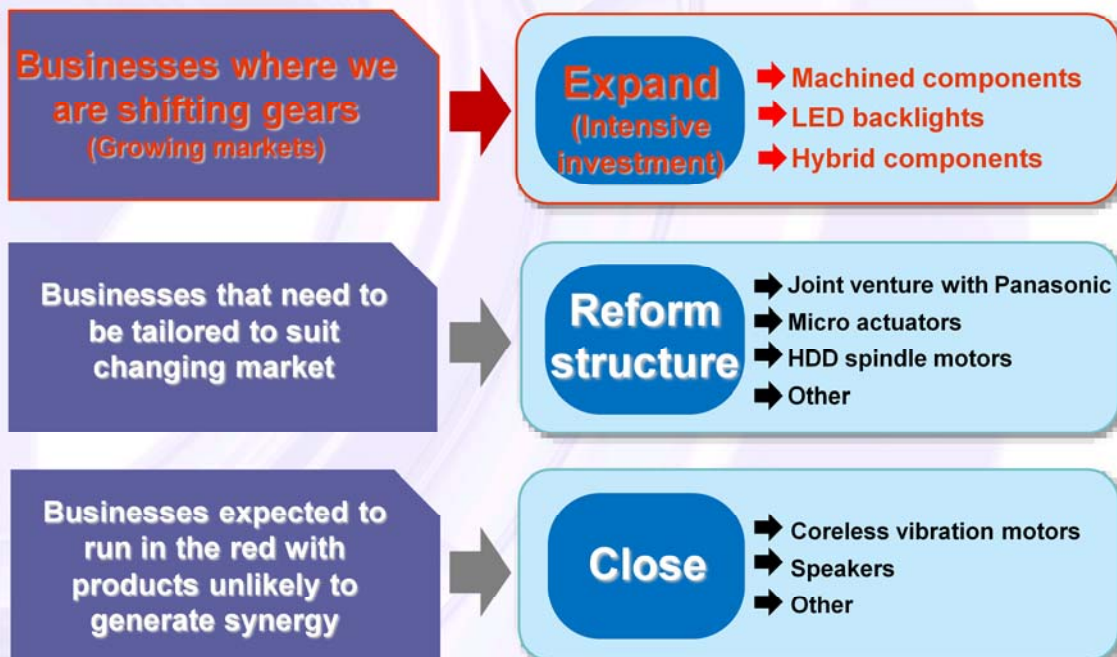 Businesses where we
are shifting gears
(Growing markets)
Expand
(Intensive
investment)
Machined components
LED backlights
Hybrid components
Businesses that need to
be tailored to suit
changing market
Reform
structure
Joint venture with Panasonic
Micro actuators
HDD spindle motors
Other
Businesses expected to
run in the red with
products unlikely to
generate synergy
Close
Coreless vibration motors
Speakers
Other